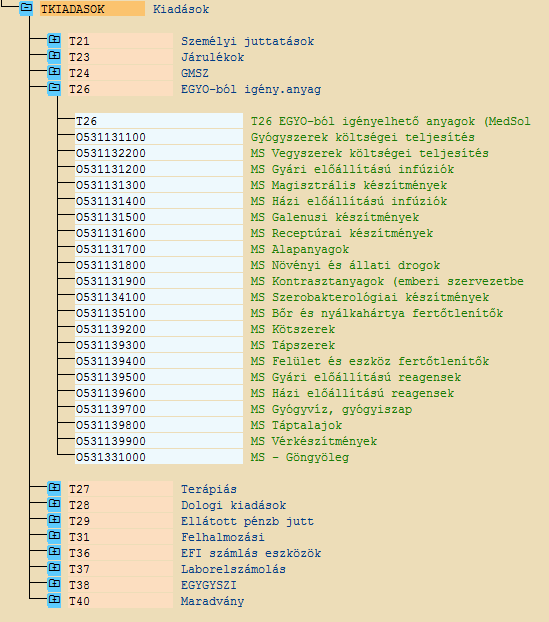 TKIADASOK Kiadások
T21 Személyi juttatások
T23 Járulékok
T24 GMSZ
T26 EGYO-ból igény.anyag
T26 T26 EGYO-ból igényelhető anyagok (MedSol
O531131100 Gyógyszerek költségei teljesítés
O531132200 MS Vegyszerek költségei teljesítés
O531131200 MS Gyári előállítású infúziók
O531131300 MS Magisztrális készítmények
O531131400 MS Házi előállítású infúziók
O531131500 MS Galenusi készítmények
O531131600 MS Receptúrai készítmények
O531131700 MS Alapanyagok
O531131800 MS Növényi és állati drogok
O531131900 MS Kontrasztanyagok (emberi szervezetbe
O531134100 MS Szerobakterológiai készítmények
O531135100 MS Bőr és nyálkahártya fertőtlenítők
O531139200 MS Kötszerek
O531139300 MS Tápszerek
O531139400 MS Felület és eszköz fertőtlenítők
O531139500 MS Gyári előállítású reagensek
O531139600 MS Házi előállítású reagensek
O531139700 MS Gyógyvíz, gyógyiszap
O531139800 MS Táptalajok
O531139900 MS Vérkészítmények
O531331000 MS - Göngyöleg
T27 Terápiás
T28 Dologi kiadások
T29 Ellátott pénzb jutt
T31 Felhalmozási
T36 EFI számlás eszközök
T37 Laborelszámolás
T38 EGYGYSZI
T40 Maradvány